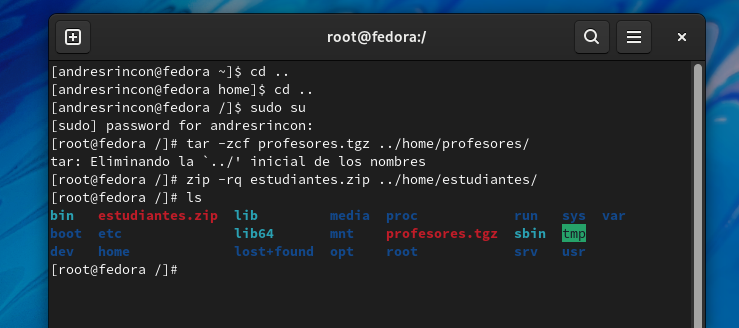 root@fedora:/
[andresrincon@fedora ~]$ cd ..
[andresrincon@fedora home]$ cd ..
[andresrincon@fedora /]$ sudo su
[sudo] password for andresrincon:
[root@fedora /]# tar -zcf profesores.tgz ../home/profesores/
tar: Eliminando la `../' inicial de los nombres
[root@fedora /]# zip -rq estudiantes.zip ../home/estudiantes/
[root@fedora /]# ls
bin estudiantes.zip lib media proc run sys var
boot etc lib64 mnt profesores.tgz sbin tmp
dev home lost+found opt root srv usr
[root@fedora /]#